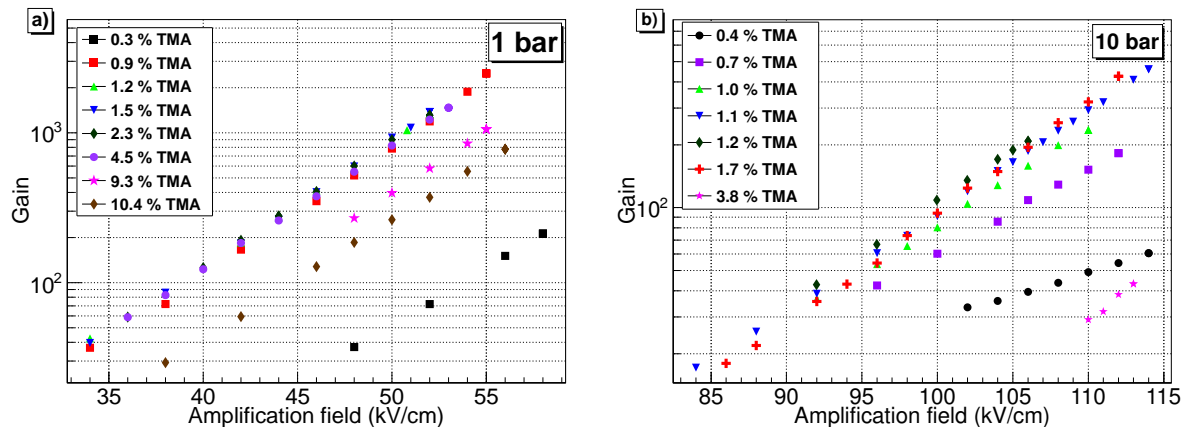 a)
1 bar
0.3 % TMA
0.9 % TMA
1.2 % TMA
1.5 % TMA
2.3 % TMA
4.5 % TMA
9.3 % TMA
10.4 % TMA
Gain
10³
10²
35 40 45 50 55
Amplification field (kV/cm)
b)
10 bar
0.4 % TMA
0.7 % TMA
1.0 % TMA
1.1 % TMA
1.2 % TMA
1.7 % TMA
3.8 % TMA
Gain
10²
85 90 95 100 105 110 115
Amplification field (kV/cm)